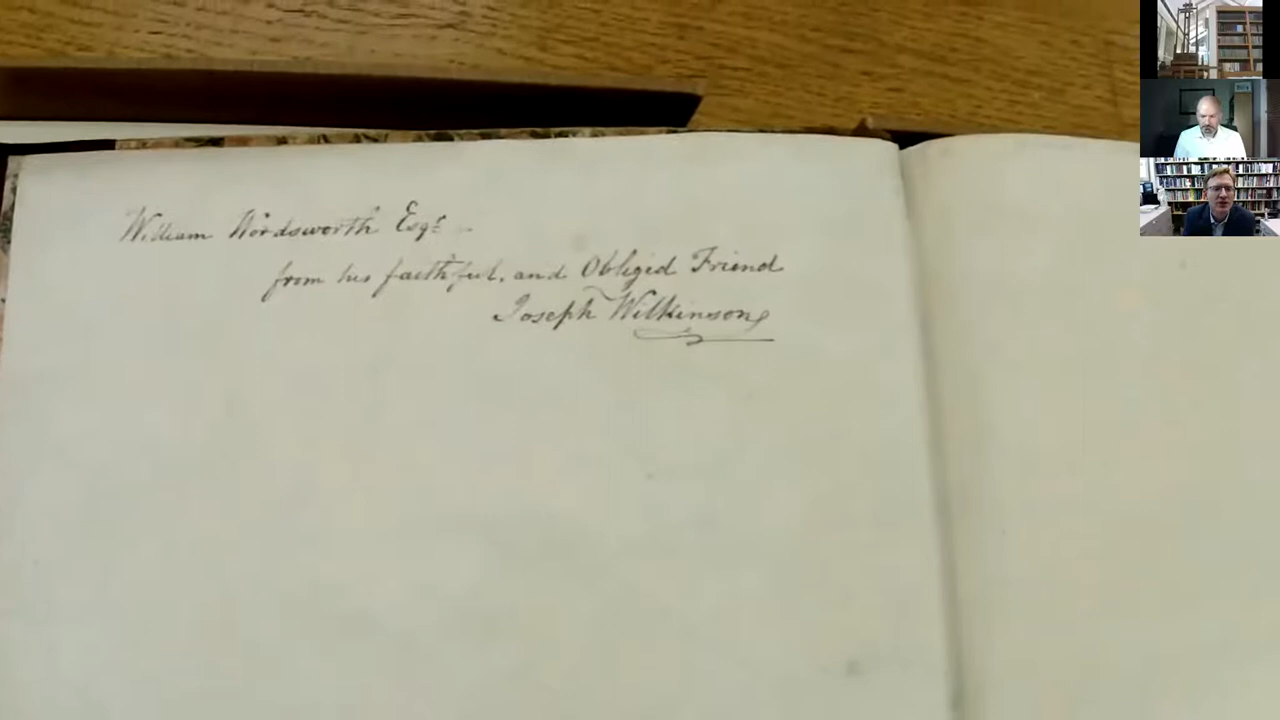 William Wordsworth Esqr
from his faithful, and Obliged Friend
Joseph Wilkinson